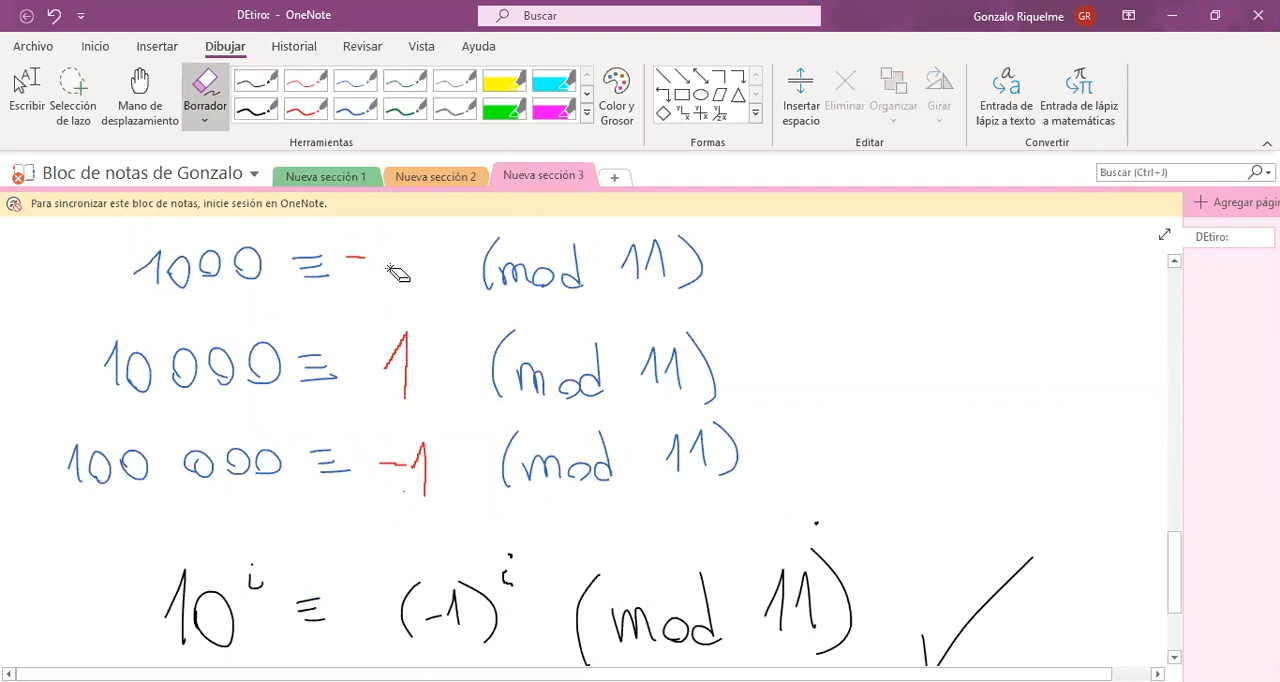 DEtiro: - OneNote
Buscar
Gonzalo Riquelme
GR
Archivo Inicio Insertar Dibujar Historial Revisar Vista Ayuda
Escribir
Selección de lazo
Mano de desplazamiento
Borrador
Color y Grosor
Insertar espacio
Eliminar
Organizar
Girar
Entrada de lápiz a texto
Entrada de lápiz a matemáticas
Herramientas
Formas
Editar
Convertir
Bloc de notas de Gonzalo
Nueva sección 1
Nueva sección 2
Nueva sección 3
Buscar (Ctrl+J)
Para sincronizar este bloc de notas, inicie sesión en OneNote.
Agregar pági
DEtiro:
1000 ≡ - (mod 11)
10 000 ≡ 1 (mod 11)
100 000 ≡ -1 (mod 11)
10^i ≡ (-1)^i (mod 11) ✓